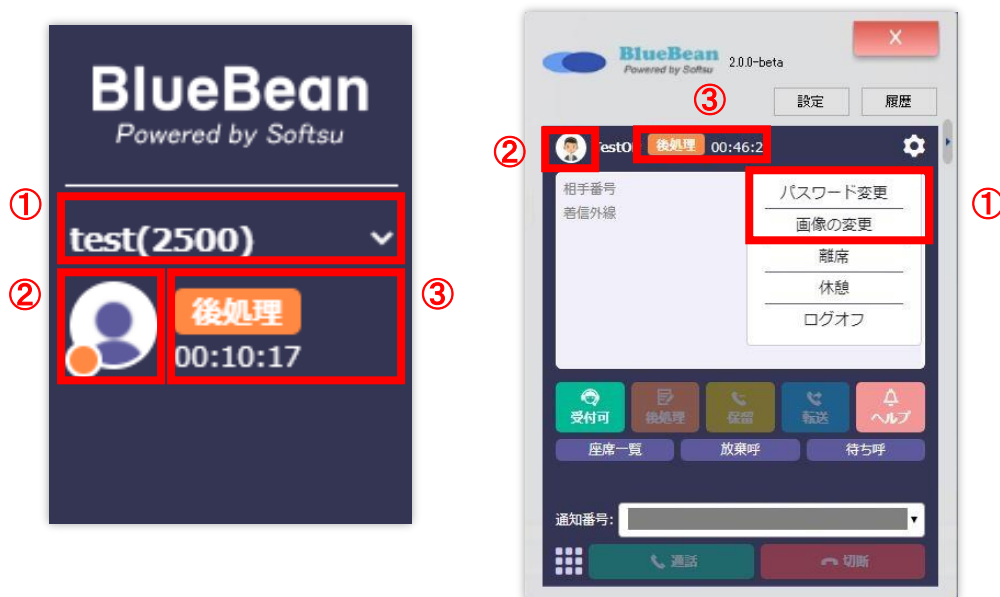 BlueBean
Powered by Softsu
①
test(2500)
②
後処理
00:10:17
③
X
BlueBean
Powered by Softsu
2.0.0-beta
③
設定
履歴
②
後処理
00:46:2
相手番号
着信外線
パスワード変更
画像の変更
①
離席
休憩
ログオフ
受付可
後処理
保留
転送
ヘルプ
座席一覧
放棄呼
待ち呼
通知番号:
通話
切断